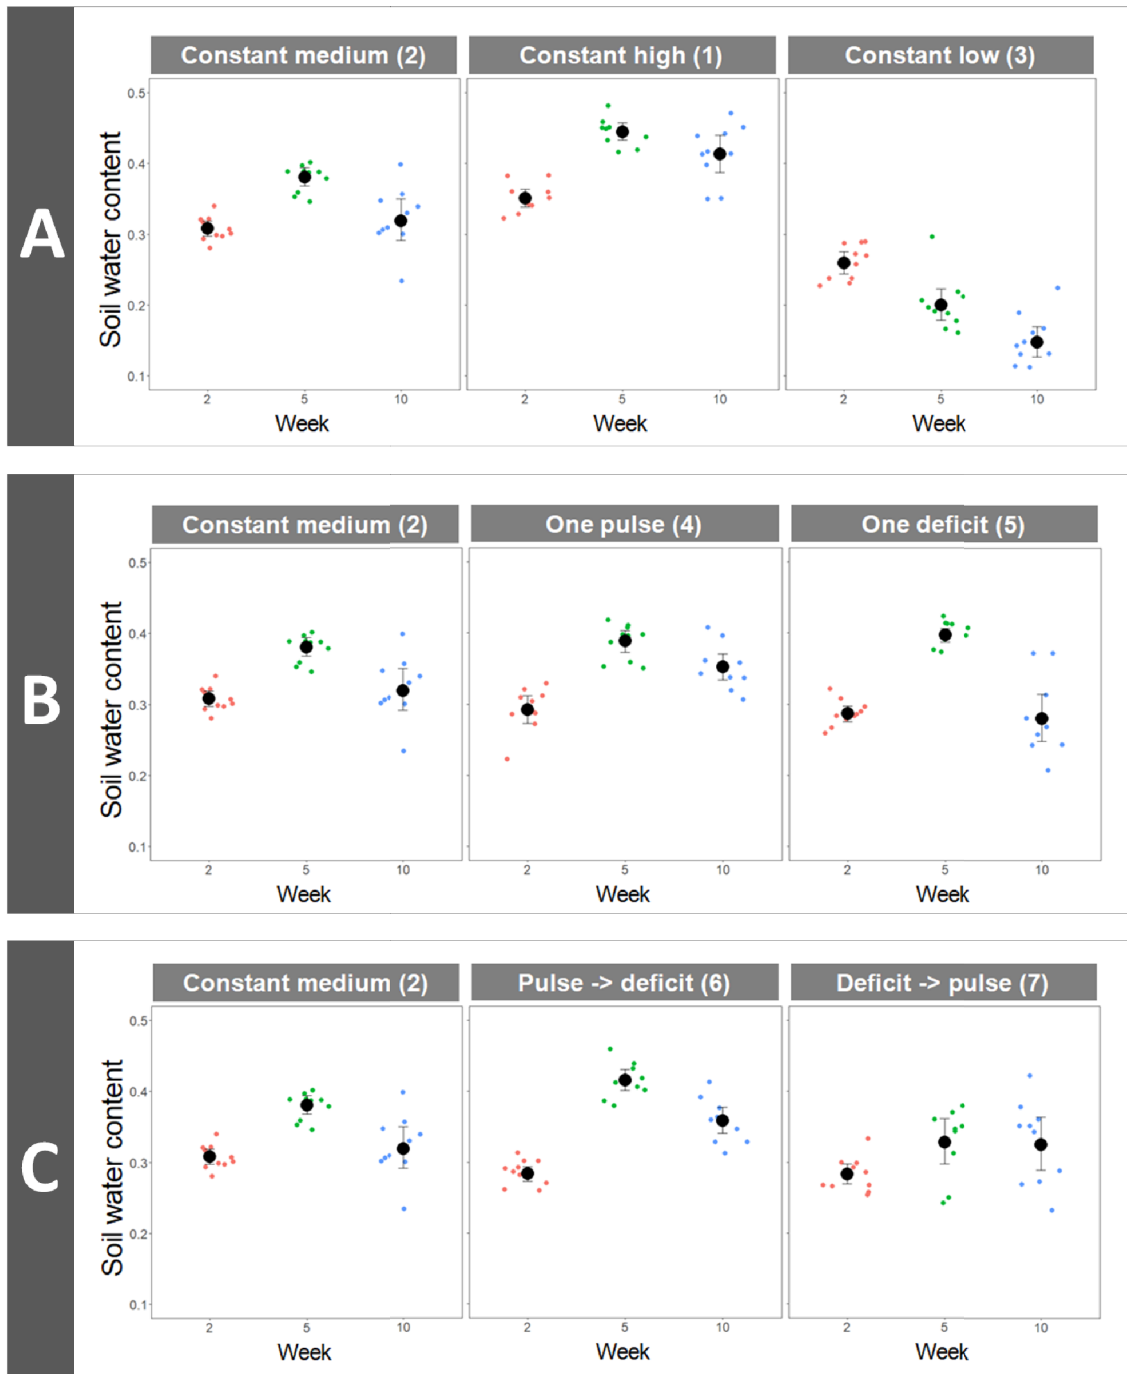 A
Constant medium (2) Constant high (1) Constant low (3)
Soil water content
0.5
0.4
0.3
0.2
0.1
2 5 10 2 5 10 2 5 10
Week Week Week
B
Constant medium (2) One pulse (4) One deficit (5)
Soil water content
0.5
0.4
0.3
0.2
0.1
2 5 10 2 5 10 2 5 10
Week Week Week
C
Constant medium (2) Pulse -> deficit (6) Deficit -> pulse (7)
Soil water content
0.5
0.4
0.3
0.2
0.1
2 5 10 2 5 10 2 5 10
Week Week Week